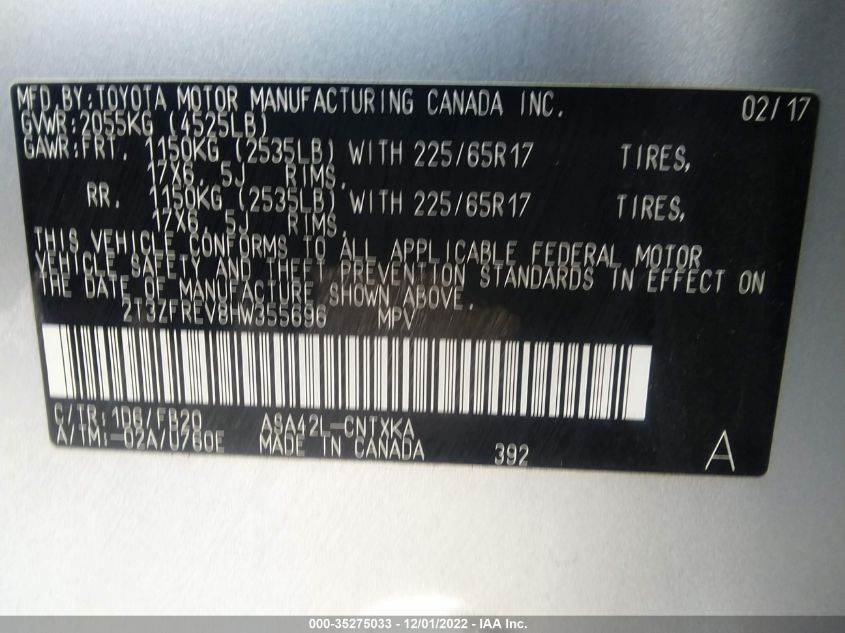 MFD.BY:TOYOTA MOTOR MANUFACTURING CANADA INC. 02/17
GVWR:2055KG (4525LB)
GAWR:FRT. 1150KG (2535LB) WITH 225/65R17 TIRES,
17X6. 5J RIMS,
RR. 1150KG (2535LB) WITH 225/65R17 TIRES,
17X6. 5J RIMS.
THIS VEHICLE CONFORMS TO ALL APPLICABLE FEDERAL MOTOR
VEHICLE SAFETY AND THEFT PREVENTION STANDARDS IN EFFECT ON
THE DATE OF MANUFACTURE SHOWN ABOVE.
2T3ZFREV8HW355696 MPV
C/TR:1D6/FB20 ASA42L-CNTXKA
A/TM:-02A/U760E MADE IN CANADA 392 A
000-35275033 - 12/01/2022 - IAA Inc.